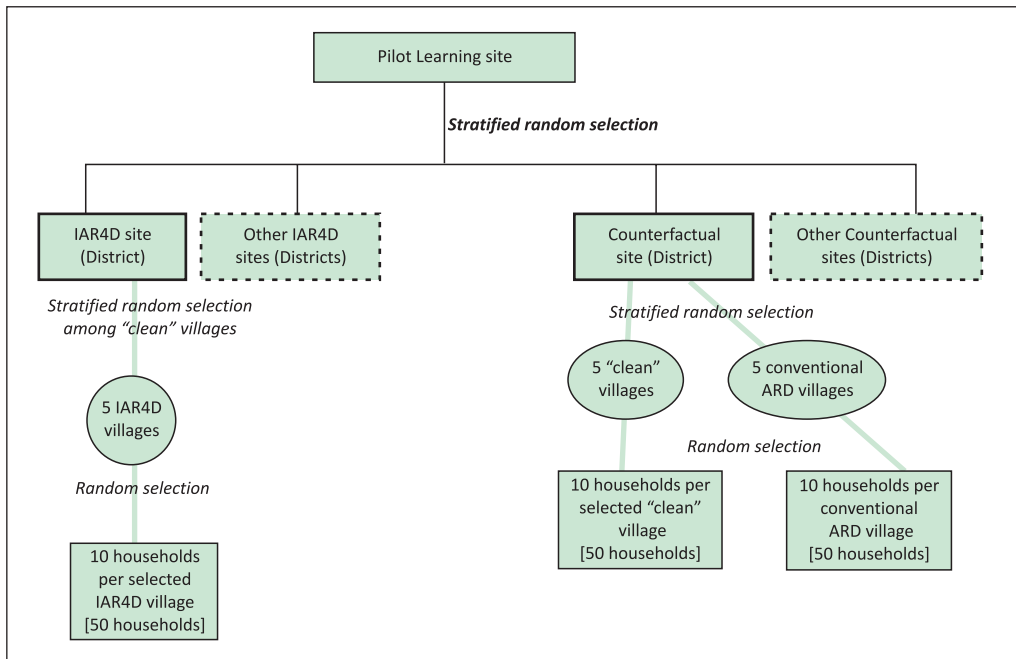 Pilot Learning site
Stratified random selection
IAR4D site
(District)
Other IAR4D
sites (Districts)
Counterfactual
site (District)
Other Counterfactual
sites (Districts)
Stratified random selection
among “clean” villages
Stratified random selection
5 IAR4D
villages
5 “clean”
villages
5 conventional
ARD villages
Random selection
Random selection
10 households
per selected
IAR4D village
[50 households]
10 households per
selected “clean”
village
[50 households]
10 households per
conventional
ARD village
[50 households]